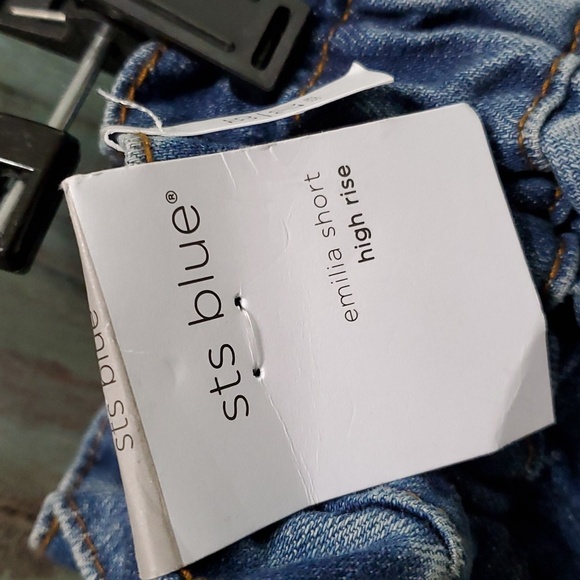 sts blue®
emilia short
high rise
sts blue